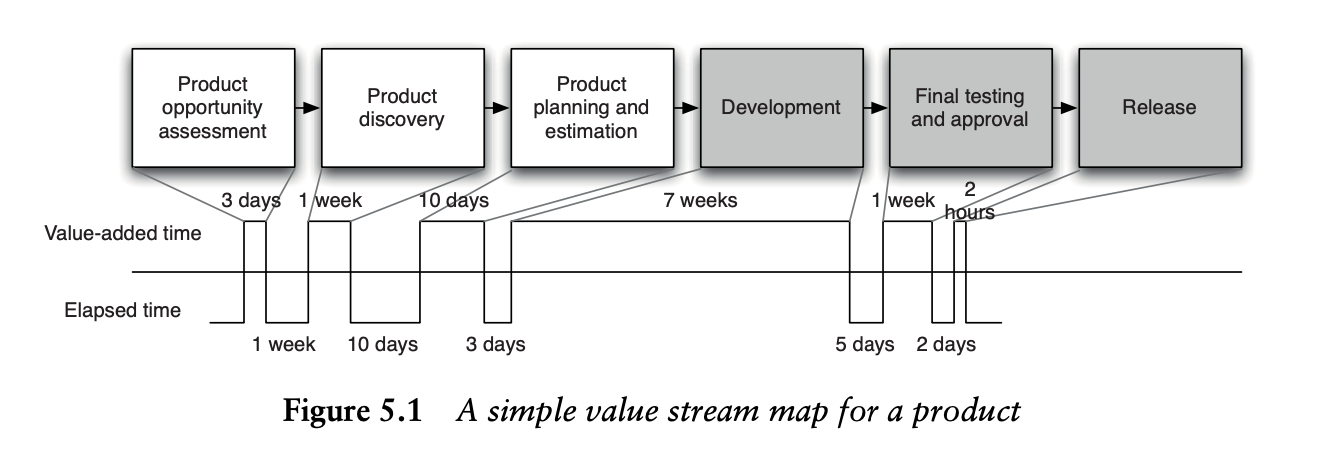 Product
opportunity
assessment
Product
discovery
Product
planning and
estimation
Development
Final testing
and approval
Release
3 days
1 week
10 days
7 weeks
1 week
2
hours
Value-added time
Elapsed time
1 week
10 days
3 days
5 days
2 days
Figure 5.1 A simple value stream map for a product